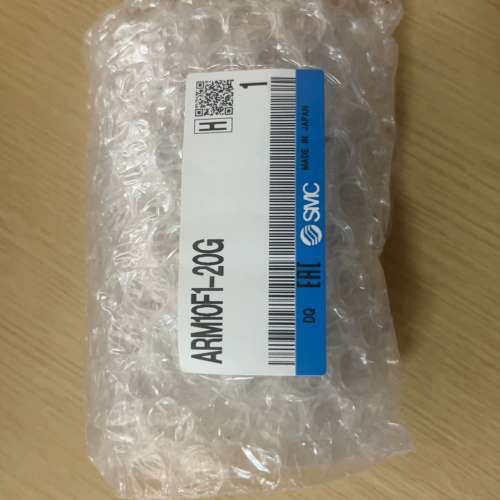 ARM10F1-20G
H
1
DQ
EAC
SMC
MADE IN JAPAN